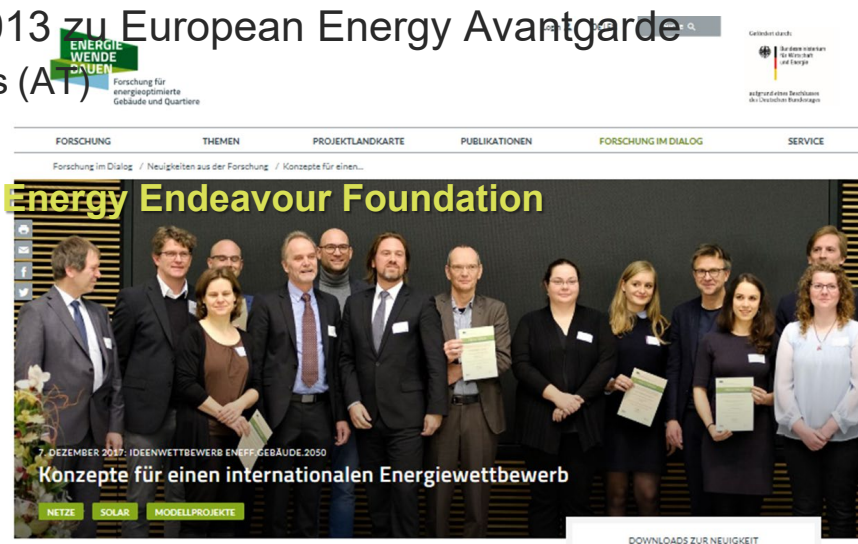 013 zu European Energy Avantgarde
s (AT)
ENERGIE
WENDE
BAUEN
Forschung für
energieoptimierte
Gebäude und Quartiere
Gefördert durch:
Bundesministerium
für Wirtschaft
und Energie
aufgrund eines Beschlusses
des Deutschen Bundestages
FORSCHUNG THEMEN PROJEKTLANDKARTE PUBLIKATIONEN FORSCHUNG IM DIALOG SERVICE
Forschung im Dialog / Neuigkeiten aus der Forschung / Konzepte für einen...
Energy Endeavour Foundation
7. DEZEMBER 2017: IDEENWETTBEWERB ENEFF.GEBÄUDE.2050
Konzepte für einen internationalen Energiewettbewerb
NETZE SOLAR MODELLPROJEKTE
DOWNLOADS ZUR NEUIGKEIT